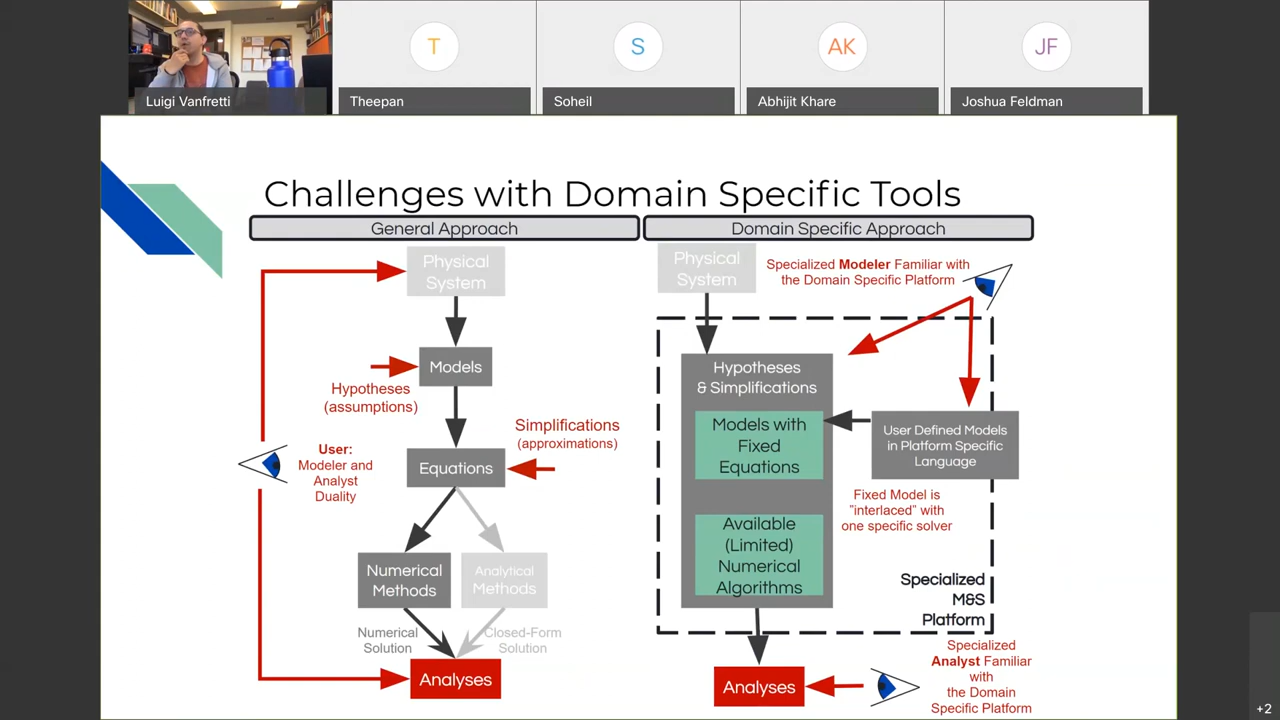 T
S
AK
JF
Luigi Vanfretti
Theepan
Soheil
Abhijit Khare
Joshua Feldman
Challenges with Domain Specific Tools
General Approach
Physical
System
Models
Hypotheses
(assumptions)
Simplifications
(approximations)
User:
Modeler and
Analyst
Duality
Equations
Numerical
Methods
Analytical
Methods
Numerical
Solution
Closed-Form
Solution
Analyses
Domain Specific Approach
Physical
System
Specialized Modeler Familiar with
the Domain Specific Platform
Hypotheses
& Simplifications
Models with
Fixed
Equations
User Defined Models
in Platform Specific
Language
Fixed Model is
"interlaced" with
one specific solver
Available
(Limited)
Numerical
Algorithms
Specialized
M&S
Platform
Analyses
Specialized
Analyst Familiar
with
the Domain
Specific Platform
+2